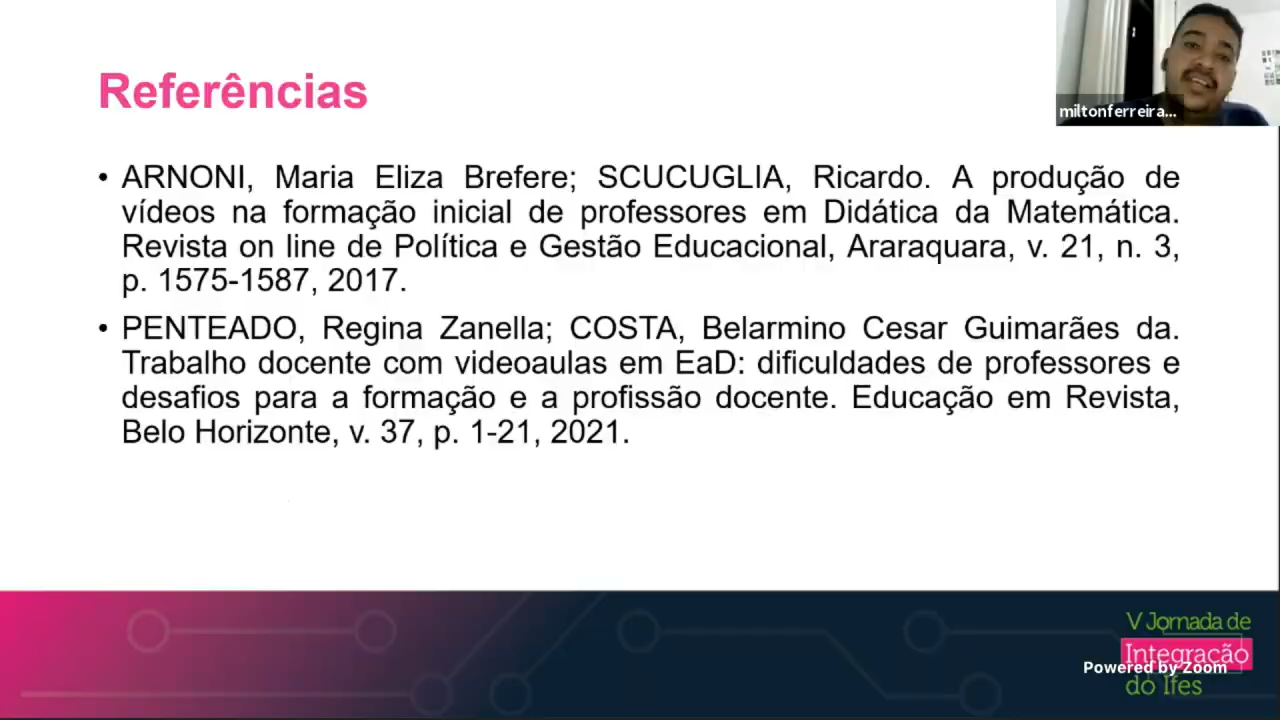 Referências
miltonferreira...
• ARNONI, Maria Eliza Brefere; SCUCUGLIA, Ricardo. A produção de
vídeos na formação inicial de professores em Didática da Matemática.
Revista on line de Política e Gestão Educacional, Araraquara, v. 21, n. 3,
p. 1575-1587, 2017.
• PENTEADO, Regina Zanella; COSTA, Belarmino Cesar Guimarães da.
Trabalho docente com videoaulas em EaD: dificuldades de professores e
desafios para a formação e a profissão docente. Educação em Revista,
Belo Horizonte, v. 37, p. 1-21, 2021.
V Jornada de
Integração
Powered by Zoom
do Ifes